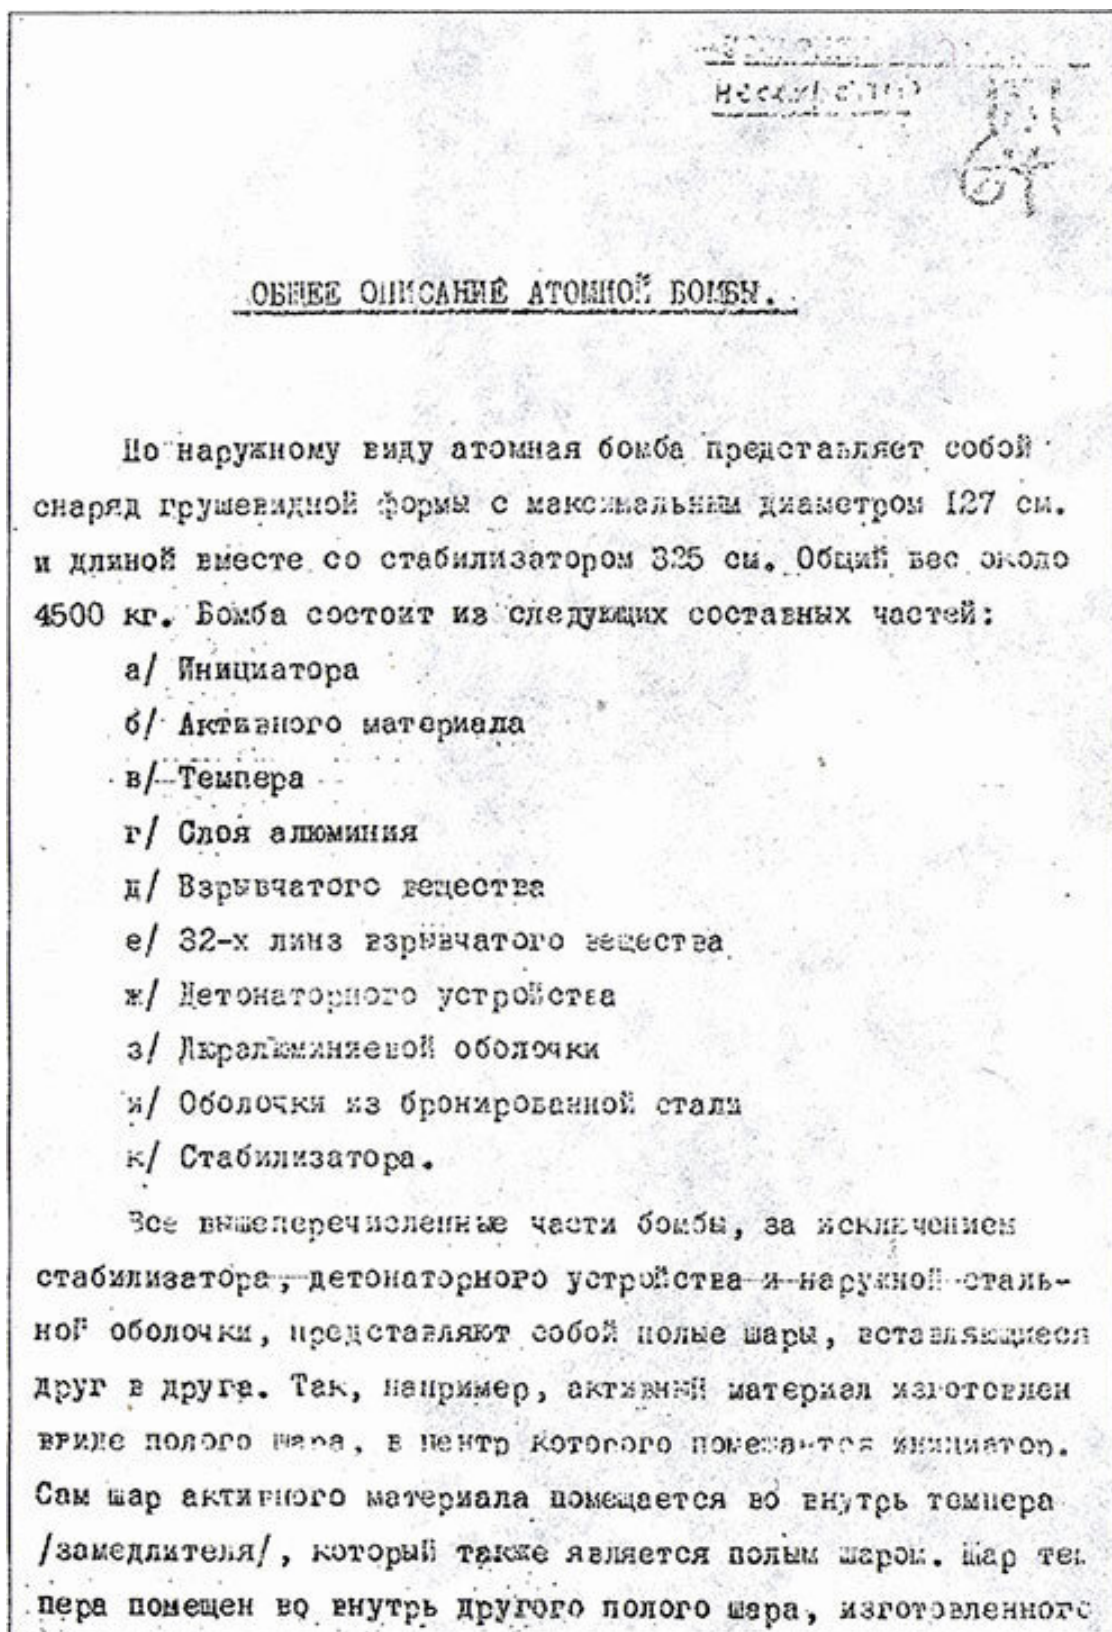 ОБЩЕЕ ОПИСАНИЕ АТОМНОЙ БОМБЫ.
По наружному виду атомная бомба представляет собой
снаряд грушевидной формы с максимальным диаметром 127 см.
и длиной вместе со стабилизатором 325 см. Общий вес около
4500 кг. Бомба состоит из следующих составных частей:
а/ Инициатора
б/ Активного материала
в/ Темпера
г/ Слоя алюминия
д/ Взрывчатого вещества
е/ 32-х линз взрывчатого вещества
ж/ Детонаторного устройства
з/ Дюралюминиевой оболочки
и/ Оболочки из бронированной стали
к/ Стабилизатора.
Все вышеперечисленные части бомбы, за исключением
стабилизатора, детонаторного устройства и наружной сталь-
ной оболочки, представляют собой полые шары, вставляющиеся
друг в друга. Так, например, активный материал изготовлен
ввиде полого шара, в центр которого помещается инициатор.
Сам шар активного материала помещается во внутрь темпера
/замедлителя/, который также является полым шаром. Шар тем
пера помещен во внутрь другого полого шара, изготовленного